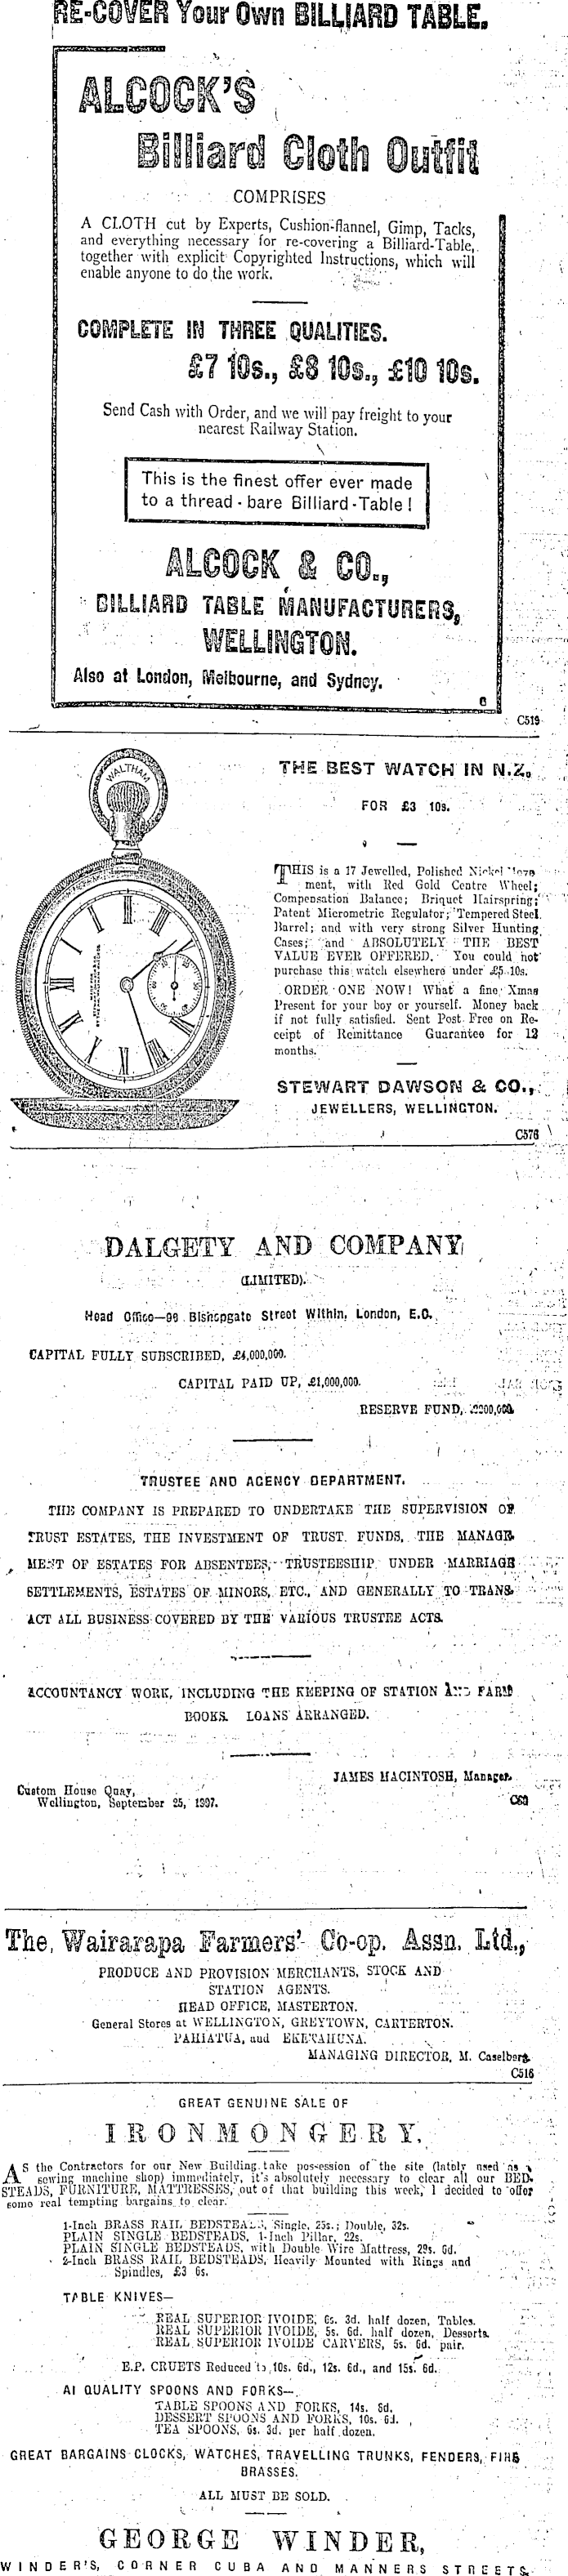 RE-COVER Your Own BILLIARD TABLE.
ALCOCK'S
Billiard Cloth Outfit
COMPRISES
A CLOTH cut by Experts, Cushion-flannel, Gimp, Tacks,
and everything necessary for re-covering a Billiard-Table,
together with explicit Copyrighted Instructions, which will
enable anyone to do the work.
COMPLETE IN THREE QUALITIES.
£7 10s., £8 10s., £10 10s.
Send Cash with Order, and we will pay freight to your
nearest Railway Station.
This is the finest offer ever made
to a thread-bare Billiard-Table!
ALCOCK & CO.,
BILLIARD TABLE MANUFACTURERS,
WELLINGTON.
Also at London, Melbourne, and Sydney.
C519
WALTHAM
THE BEST WATCH IN N.Z.
FOR £3 10s.
THIS is a 17 Jewelled, Polished Nickel Move
ment, with Red Gold Centre Wheel;
Compensation Balance; Briquet Hairspring;
Patent Micrometric Regulator; Tempered Steel
Barrel; and with very strong Silver Hunting
Cases; and ABSOLUTELY THE BEST
VALUE EVER OFFERED. You could not
purchase this watch elsewhere under £5 10s.
ORDER ONE NOW! What a fine Xmas
Present for your boy or yourself. Money back
if not fully satisfied. Sent Post Free on Re-
ceipt of Remittance Guarantee for 12
months.
STEWART DAWSON & CO.,
JEWELLERS, WELLINGTON.
C576
DALGETY AND COMPANY
(LIMITED).
Head Office— Bishopgate Street Within, London, E.C.
CAPITAL FULLY SUBSCRIBED, £4,000,000.
CAPITAL PAID UP, £1,000,000.
RESERVE FUND,
TRUSTEE AND AGENCY DEPARTMENT.
THE COMPANY IS PREPARED TO UNDERTAKE THE SUPERVISION OF
TRUST ESTATES, THE INVESTMENT OF TRUST FUNDS, THE MANAGE-
MENT OF ESTATES FOR ABSENTEES, TRUSTEESHIP UNDER MARRIAGE
SETTLEMENTS, ESTATES OF MINORS, ETC., AND GENERALLY TO TRANS-
ACT ALL BUSINESS COVERED BY THE VARIOUS TRUSTEE ACTS.
ACCOUNTANCY WORK, INCLUDING THE KEEPING OF STATION AND FARM
BOOKS. LOANS ARRANGED.
JAMES MACINTOSH, Manager.
Custom House Quay,
Wellington, September 25, 1907.
The Wairarapa Farmers' Co-op. Assn. Ltd.,
PRODUCE AND PROVISION MERCHANTS, STOCK AND
STATION AGENTS.
HEAD OFFICE, MASTERTON.
General Stores at WELLINGTON, GREYTOWN, CARTERTON.
PAHIATUA, and EKETAHUNA.
MANAGING DIRECTOR, M. Caselberg.
C516
GREAT GENUINE SALE OF
IRONMONGERY.
AS the Contractors for our New Building take possession of the site (lately used as a
sewing machine shop) immediately, it's absolutely necessary to clear all our BED-
STEADS, FURNITURE, MATTRESSES, out of that building this week, I decided to offer
some real tempting bargains to clear.
1-Inch BRASS RAIL BEDSTEADS, Single, 25s.; Double, 32s.
PLAIN SINGLE BEDSTEADS, 1-Inch Pillar, 22s.
PLAIN SINGLE BEDSTEADS, with Double Wire Mattress, 29s. 6d.
2-Inch BRASS RAIL BEDSTEADS, Heavily Mounted with Rings and
Spindles, £3 6s.
TABLE KNIVES—
REAL SUPERIOR IVOIDE, 6s. 3d. half dozen, Tables.
REAL SUPERIOR IVOIDE, 5s. 6d. half dozen, Desserts.
REAL SUPERIOR IVOIDE CARVERS, 5s. 6d. pair.
E.P. CRUETS Reduced to 10s. 6d., 12s. 6d., and 15s. 6d.
AI QUALITY SPOONS AND FORKS—
TABLE SPOONS AND FORKS, 14s. 6d.
DESSERT SPOONS AND FORKS, 10s. 6d.
TEA SPOONS, 6s. 3d. per half dozen.
GREAT BARGAINS CLOCKS, WATCHES, TRAVELLING TRUNKS, FENDERS, FIRE
BRASSES.
ALL MUST BE SOLD.
GEORGE WINDER,
WINDER'S, CORNER CUBA AND MANNERS STREETS.